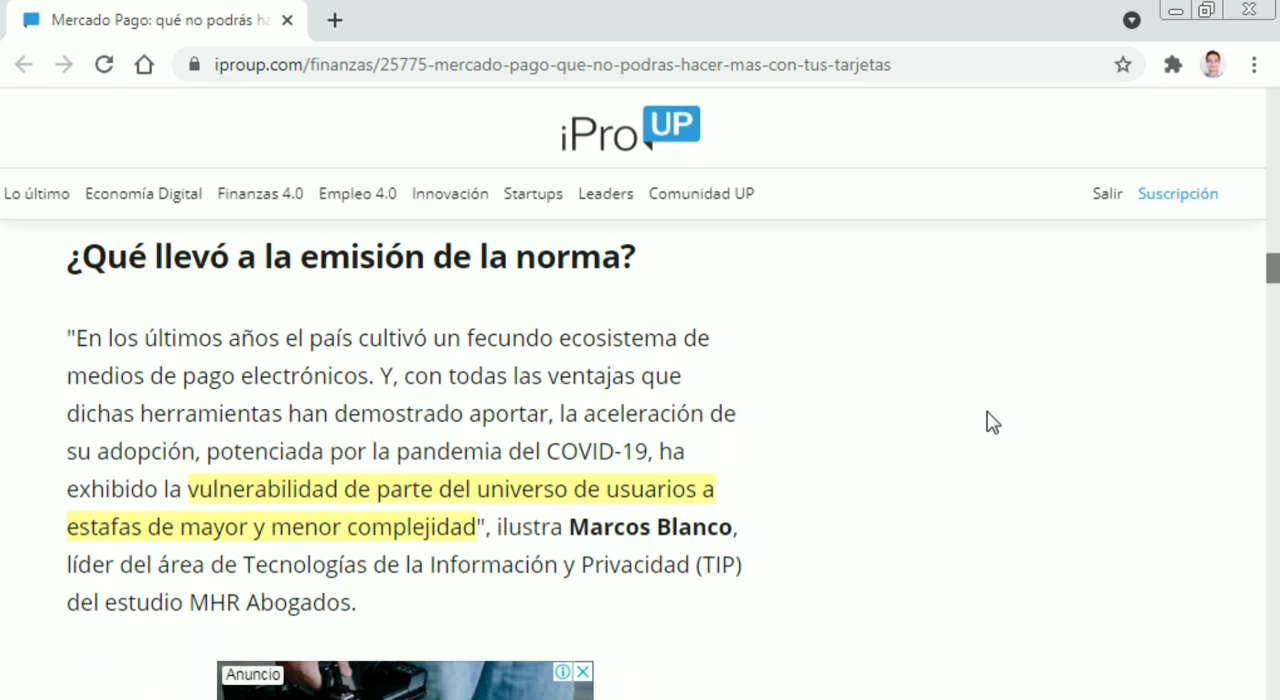 Mercado Pago: qué no podrás ha
iproup.com/finanzas/25775-mercado-pago-que-no-podras-hacer-mas-con-tus-tarjetas
iProUP
Lo último Economía Digital Finanzas 4.0 Empleo 4.0 Innovación Startups Leaders Comunidad UP Salir Suscripción
¿Qué llevó a la emisión de la norma?
"En los últimos años el país cultivó un fecundo ecosistema de
medios de pago electrónicos. Y, con todas las ventajas que
dichas herramientas han demostrado aportar, la aceleración de
su adopción, potenciada por la pandemia del COVID-19, ha
exhibido la vulnerabilidad de parte del universo de usuarios a
estafas de mayor y menor complejidad", ilustra Marcos Blanco,
líder del área de Tecnologías de la Información y Privacidad (TIP)
del estudio MHR Abogados.
Anuncio